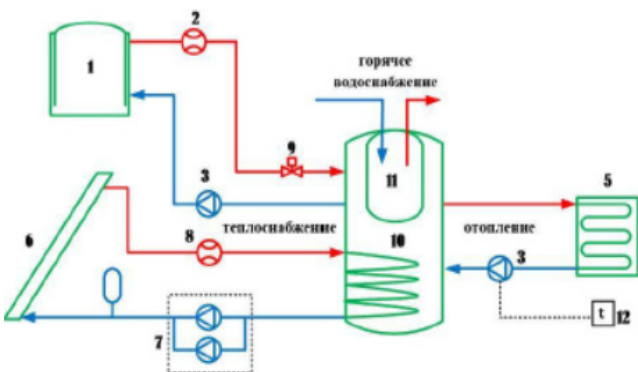 2
1
горячее
водоснабжение
9
3
11
5
6
8
теплоснабжение
10
отопление
3
7
t
12